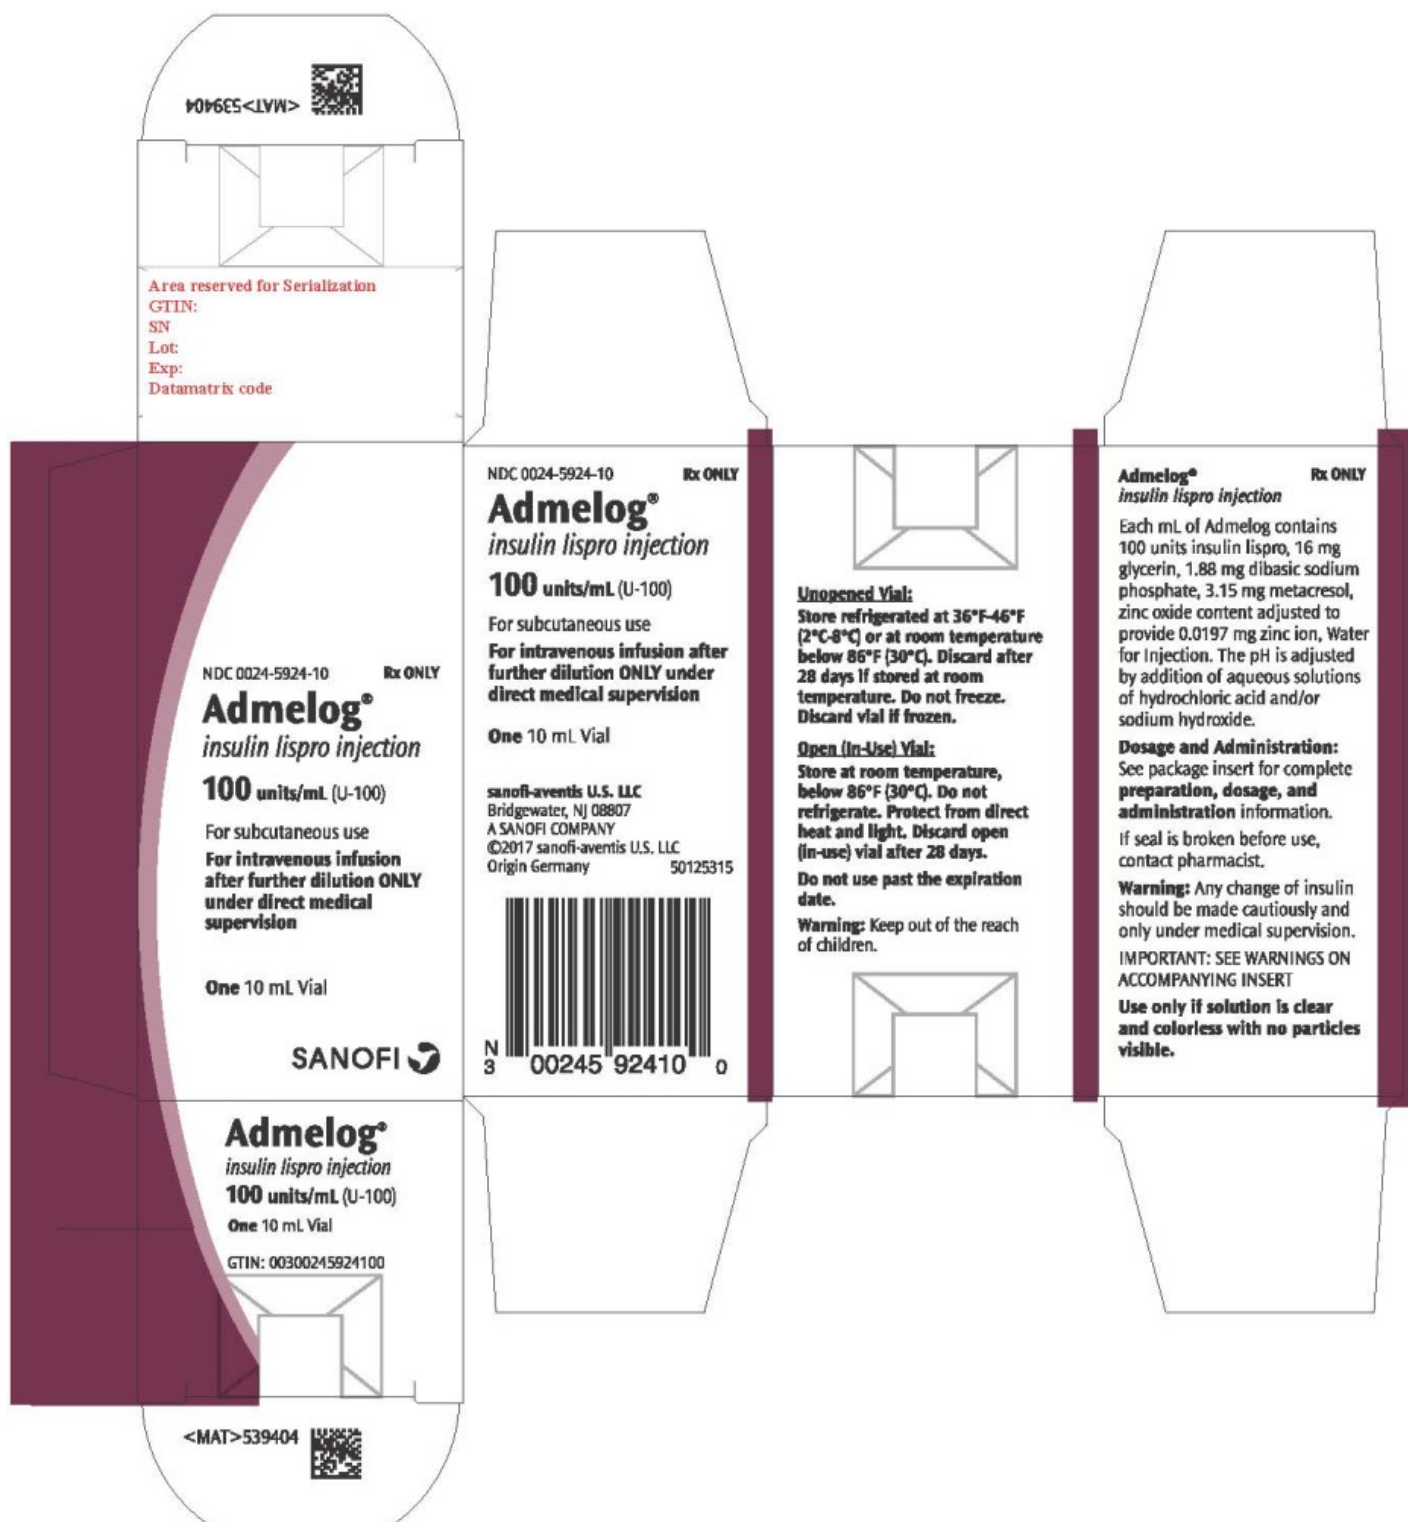 <MAT>539404
Area reserved for Serialization
GTIN:
SN
Lot:
Exp:
Datamatrix code
NDC 0024-5924-10 Rx ONLY
Admelog®
insulin lispro injection
100 units/mL (U-100)
For subcutaneous use
For intravenous infusion
after further dilution ONLY
under direct medical
supervision
One 10 mL Vial
SANOFI
Admelog®
insulin lispro injection
100 units/mL (U-100)
One 10 mL Vial
GTIN: 00300245924100
<MAT>539404
NDC 0024-5924-10 Rx ONLY
Admelog®
insulin lispro injection
100 units/mL (U-100)
For subcutaneous use
For intravenous infusion after
further dilution ONLY under
direct medical supervision
One 10 mL Vial
sanofi-aventis U.S. LLC
Bridgewater, NJ 08807
A SANOFI COMPANY
©2017 sanofi-aventis U.S. LLC
Origin Germany 50125315
N
3 00245 92410 0
Unopened Vial:
Store refrigerated at 36°F-46°F
(2°C-8°C) or at room temperature
below 86°F (30°C). Discard after
28 days if stored at room
temperature. Do not freeze.
Discard vial if frozen.
Open (In-Use) Vial:
Store at room temperature,
below 86°F (30°C). Do not
refrigerate. Protect from direct
heat and light. Discard open
(in-use) vial after 28 days.
Do not use past the expiration
date.
Warning: Keep out of the reach
of children.
Admelog® Rx ONLY
insulin lispro injection
Each mL of Admelog contains
100 units insulin lispro, 16 mg
glycerin, 1.88 mg dibasic sodium
phosphate, 3.15 mg metacresol,
zinc oxide content adjusted to
provide 0.0197 mg zinc ion, Water
for Injection. The pH is adjusted
by addition of aqueous solutions
of hydrochloric acid and/or
sodium hydroxide.
Dosage and Administration:
See package insert for complete
preparation, dosage, and
administration information.
If seal is broken before use,
contact pharmacist.
Warning: Any change of insulin
should be made cautiously and
only under medical supervision.
IMPORTANT: SEE WARNINGS ON
ACCOMPANYING INSERT
Use only if solution is clear
and colorless with no particles
visible.